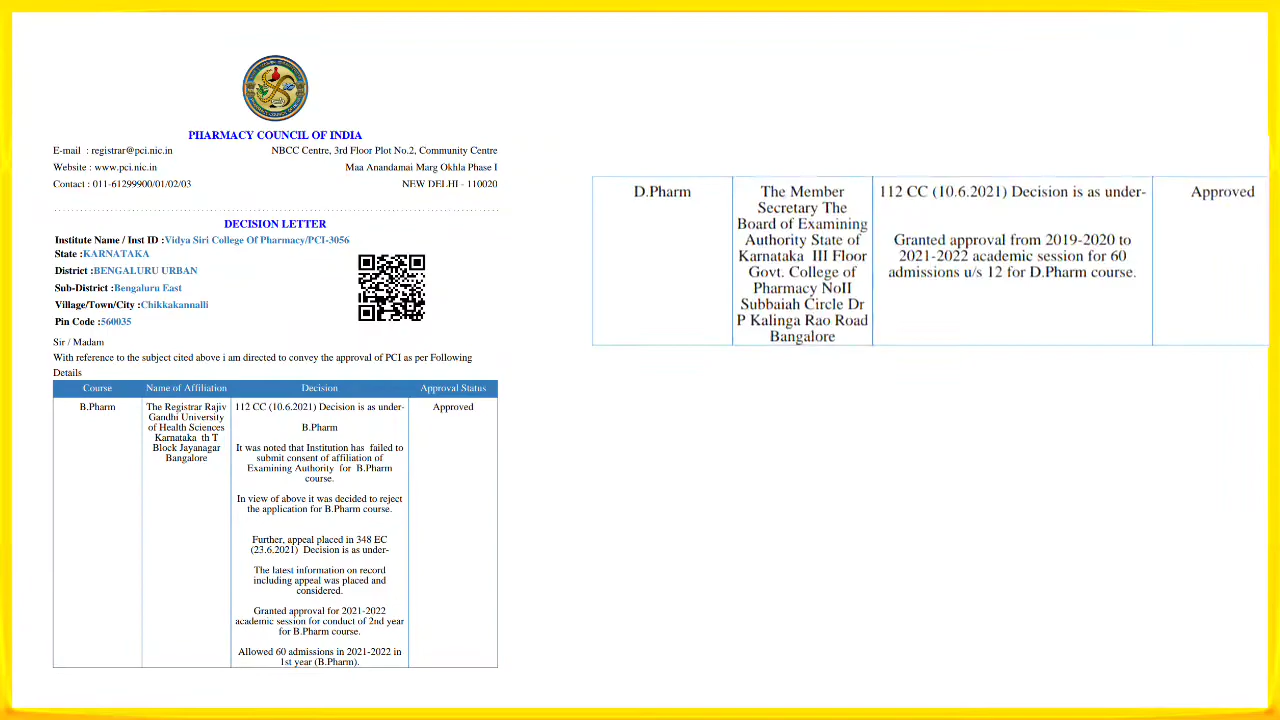 PHARMACY COUNCIL OF INDIA
E-mail : registrar@pci.nic.in
NBCC Centre, 3rd Floor Plot No.2, Community Centre
Website : www.pci.nic.in
Maa Anandamai Marg Okhla Phase I
Contact : 011-61299900/01/02/03
NEW DELHI - 110020
DECISION LETTER
Institute Name / Inst ID :Vidya Siri College Of Pharmacy/PCI-3056
State :KARNATAKA
District :BENGALURU URBAN
Sub-District :Bengaluru East
Village/Town/City :Chikkakannalli
Pin Code :560035
Sir / Madam
With reference to the subject cited above i am directed to convey the approval of PCI as per Following
Details
Course Name of Affiliation Decision Approval Status
B.Pharm
The Registrar Rajiv
Gandhi University
of Health Sciences
Karnataka th T
Block Jayanagar
Bangalore
112 CC (10.6.2021) Decision is as under-
B.Pharm
It was noted that Institution has failed to
submit consent of affiliation of
Examining Authority for B.Pharm
course.
In view of above it was decided to reject
the application for B.Pharm course.
Further, appeal placed in 348 EC
(23.6.2021) Decision is as under-
The latest information on record
including appeal was placed and
considered.
Granted approval for 2021-2022
academic session for conduct of 2nd year
for B.Pharm course.
Allowed 60 admissions in 2021-2022 in
1st year (B.Pharm).
Approved
D.Pharm
The Member
Secretary The
Board of Examining
Authority State of
Karnataka III Floor
Govt. College of
Pharmacy NoII
Subbaiah Circle Dr
P Kalinga Rao Road
Bangalore
112 CC (10.6.2021) Decision is as under-
Granted approval from 2019-2020 to
2021-2022 academic session for 60
admissions u/s 12 for D.Pharm course.
Approved